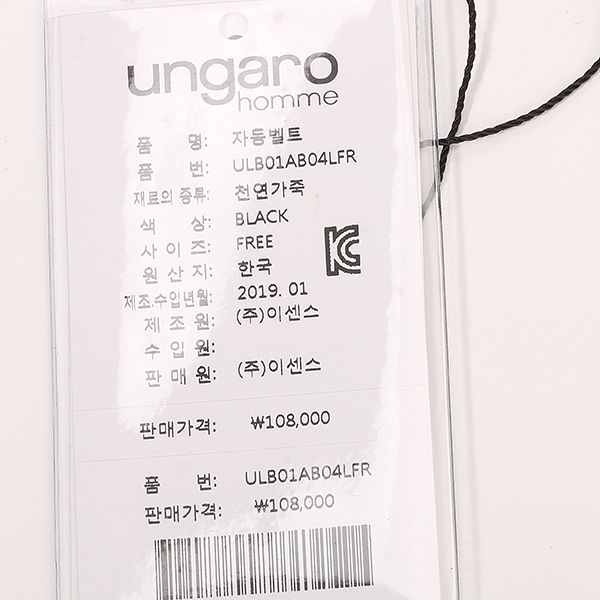 ungaro
homme
품 명: 자동벨트
품 번: ULB01AB04LFR
재료의 종류: 천연가죽
색 상: BLACK
사 이 즈: FREE
원 산 지: 한국
제조.수입년월: 2019. 01
제 조 원: (주)이센스
수 입 원:
판 매 원: (주)이센스
판매가격: ₩108,000
품 번: ULB01AB04LFR
판매가격: ₩108,000